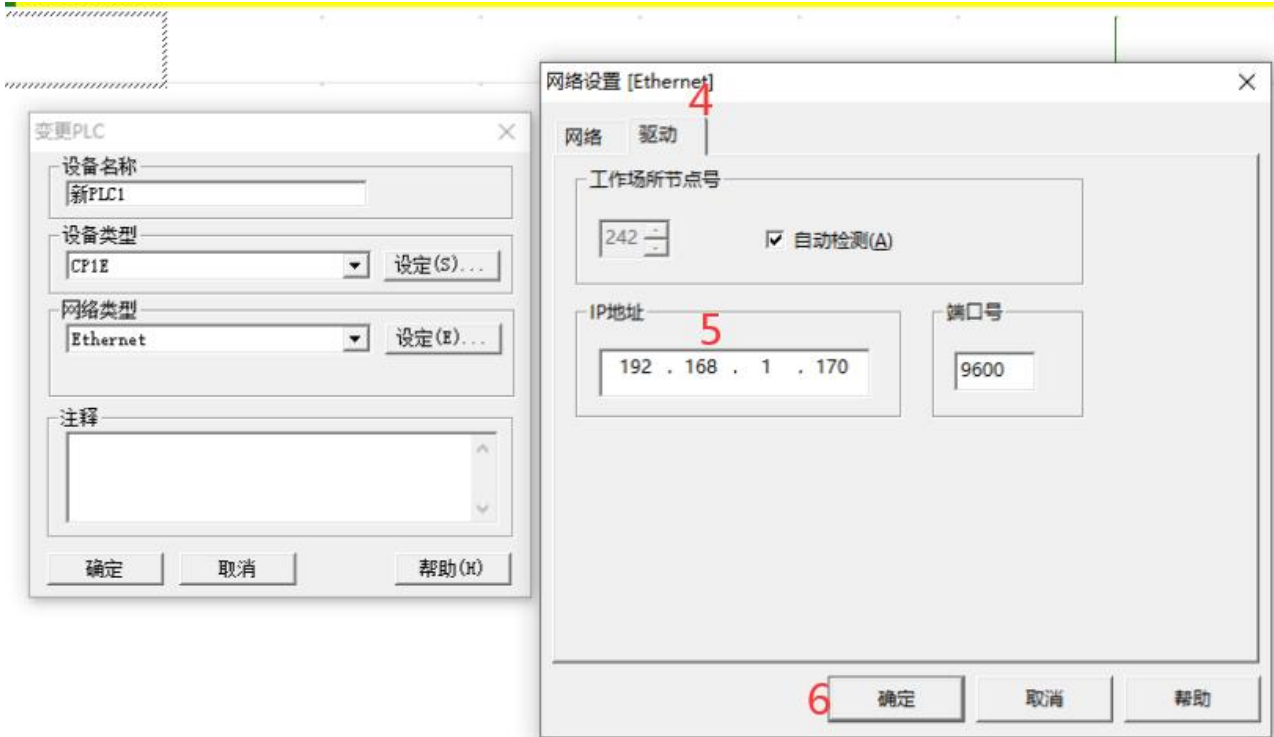 变更PLC
设备名称
新PLC1
设备类型
CP1E
设定(S)...
网络类型
Ethernet
设定(E)...
注释
确定
取消
帮助(H)
网络设置 [Ethernet]
4
网络
驱动
工作场所节点号
242
自动检测(A)
IP地址
5
192 . 168 . 1 . 170
端口号
9600
6
确定
取消
帮助